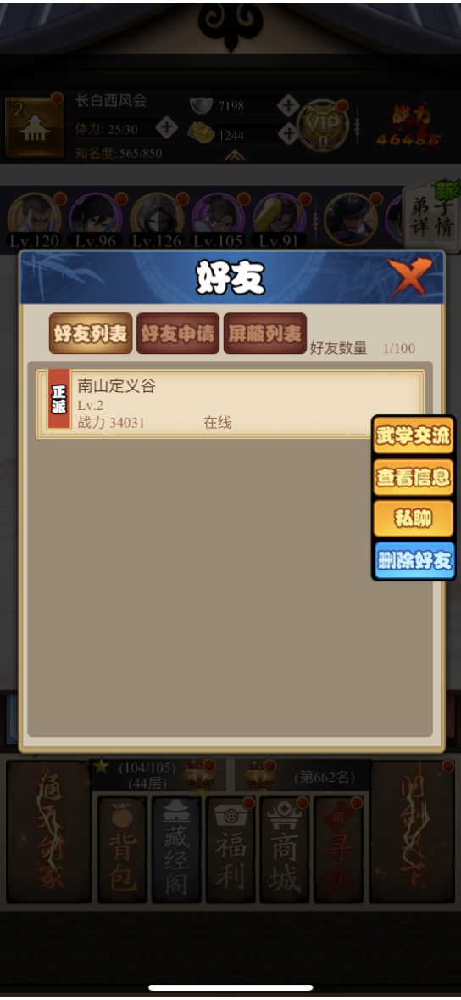 长白西风会
7198
2
体力: 25/30
1244
VIP
0
战力
46488
知名度: 565/850
新
弟子
详情
Lv.120
Lv.96
Lv.126
Lv.105
Lv.91
好友
好友列表
好友申请
屏蔽列表
好友数量 1/100
正派
南山定义谷
Lv.2
战力 34031
在线
武学交流
查看信息
私聊
删除好友
(104/105)
(44层)
(第662名)
通天剑冢
背包
藏经阁
福利
商城
寻侠
问剑天下